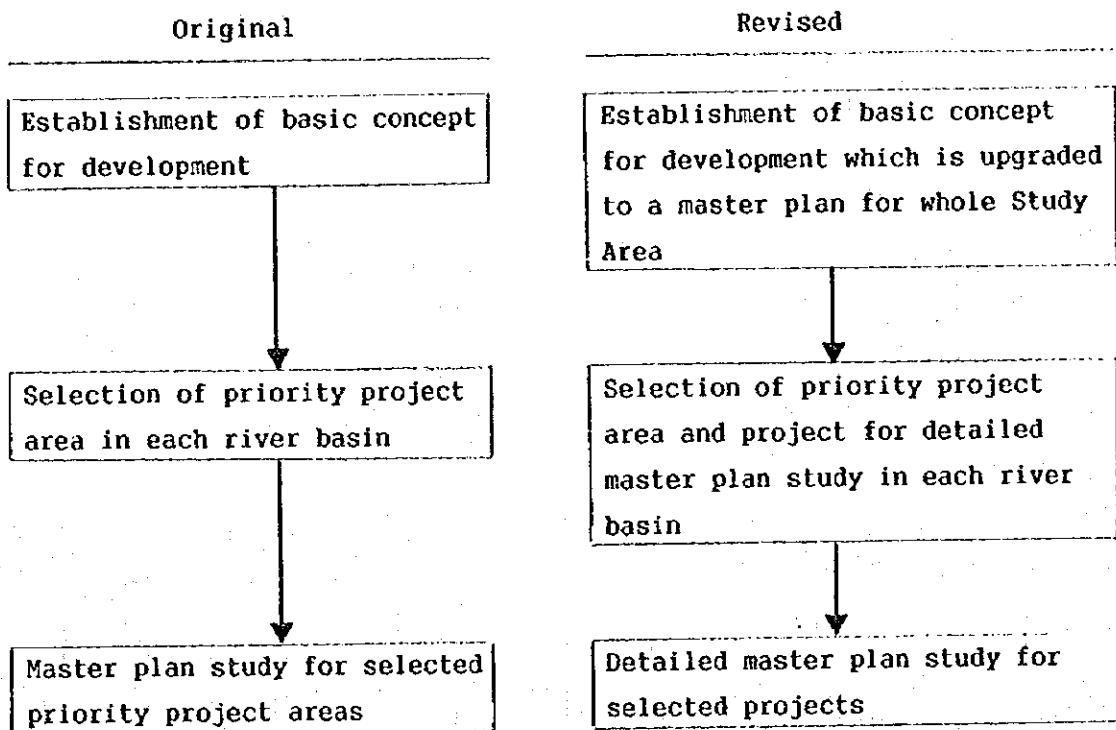 Original
Establishment of basic concept
for development
Selection of priority project
area in each river basin
Master plan study for selected
priority project areas
Revised
Establishment of basic concept
for development which is upgraded
to a master plan for whole Study
Area
Selection of priority project
area and project for detailed
master plan study in each river
basin
Detailed master plan study for
selected projects